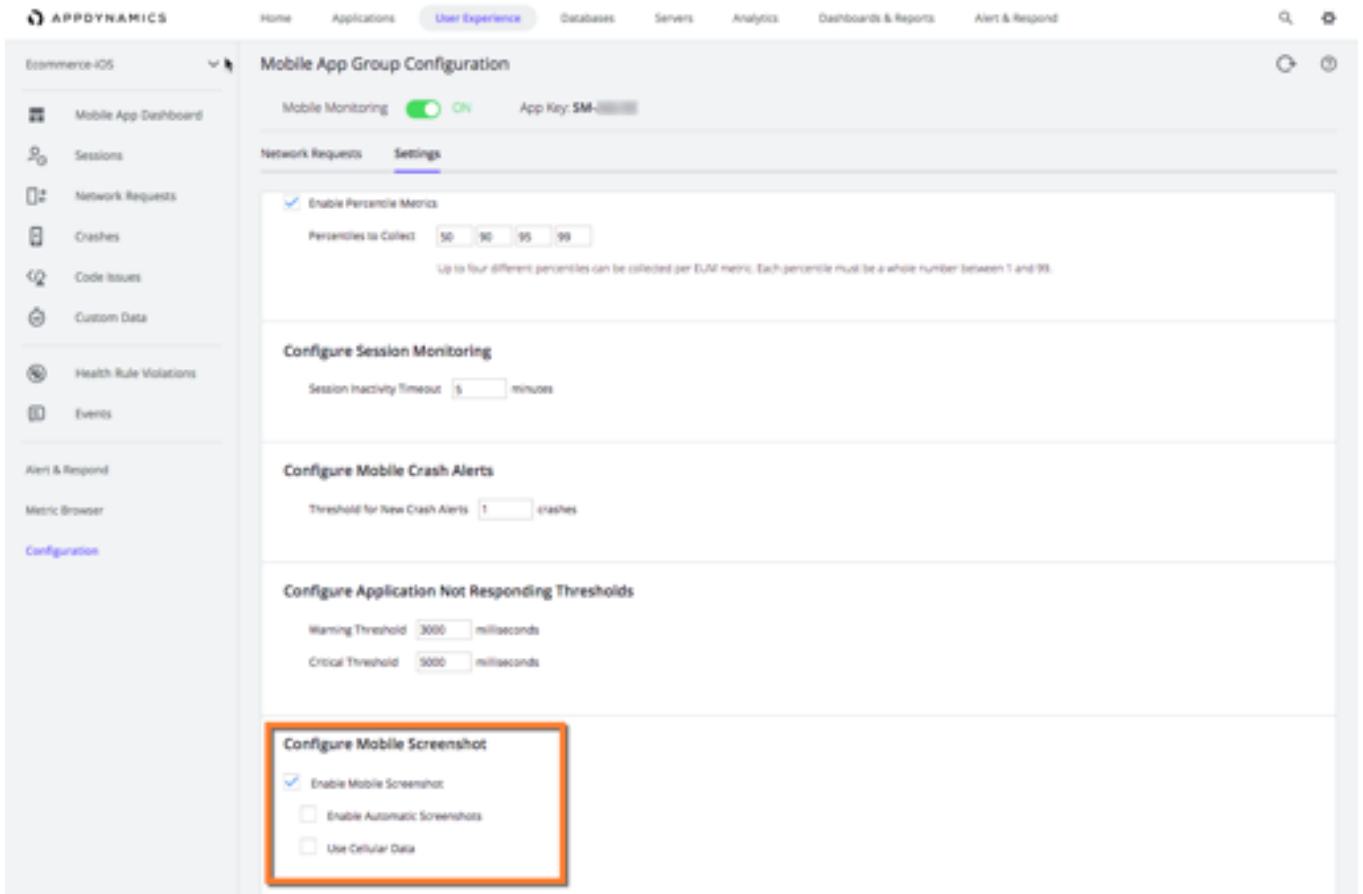 APPDYNAMICS
Home Applications User Experience Databases Servers Analytics Dashboards & Reports Alert & Respond
Ecommerce-iOS
Mobile App Dashboard
Sessions
Network Requests
Crashes
Code Issues
Custom Data
Health Rule Violations
Events
Alert & Respond
Metric Browser
Configuration
Mobile App Group Configuration
Mobile Monitoring ON App Key: SM-
Network Requests Settings
Enable Percentile Metrics
Percentiles to Collect 50 90 95 99
Up to four different percentiles can be collected per EUM metric. Each percentile must be a whole number between 1 and 99.
Configure Session Monitoring
Session Inactivity Timeout 5 minutes
Configure Mobile Crash Alerts
Threshold for New Crash Alerts 1 crashes
Configure Application Not Responding Thresholds
Warning Threshold 3000 milliseconds
Critical Threshold 5000 milliseconds
Configure Mobile Screenshot
Enable Mobile Screenshot
Enable Automatic Screenshots
Use Cellular Data